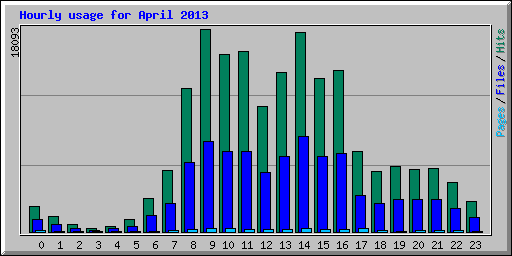 Hourly usage for April 2013
18093
Pages/Files/Hits
0 1 2 3 4 5 6 7 8 9 10 11 12 13 14 15 16 17 18 19 20 21 22 23